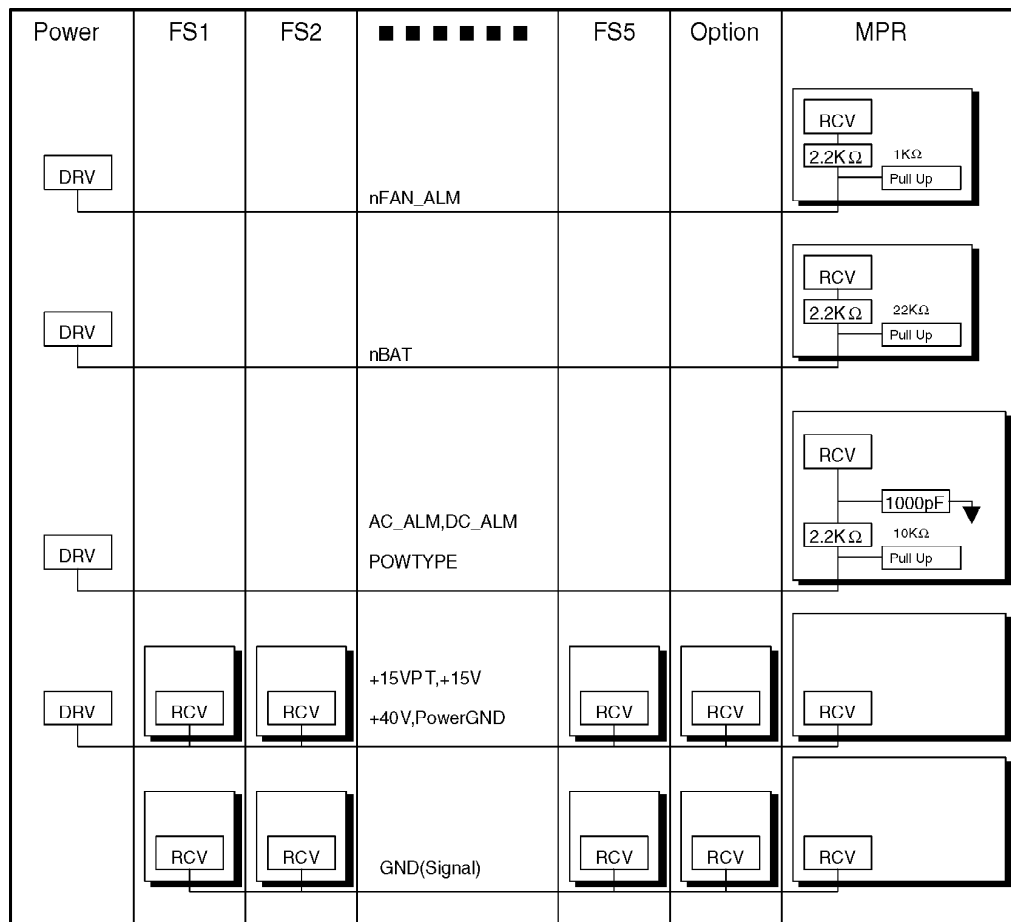 Power FS1 FS2 ■ ■ ■ ■ ■ ■ FS5 Option MPR
RCV
2.2KΩ 1KΩ
DRV Pull Up
nFAN_ALM
RCV
2.2KΩ 22KΩ
DRV Pull Up
nBAT
RCV
1000pF
AC_ALM,DC_ALM 2.2KΩ 10KΩ
DRV POWTYPE Pull Up
+15VPT,+15V
DRV RCV RCV +40V,PowerGND RCV RCV RCV
RCV RCV GND(Signal) RCV RCV RCV